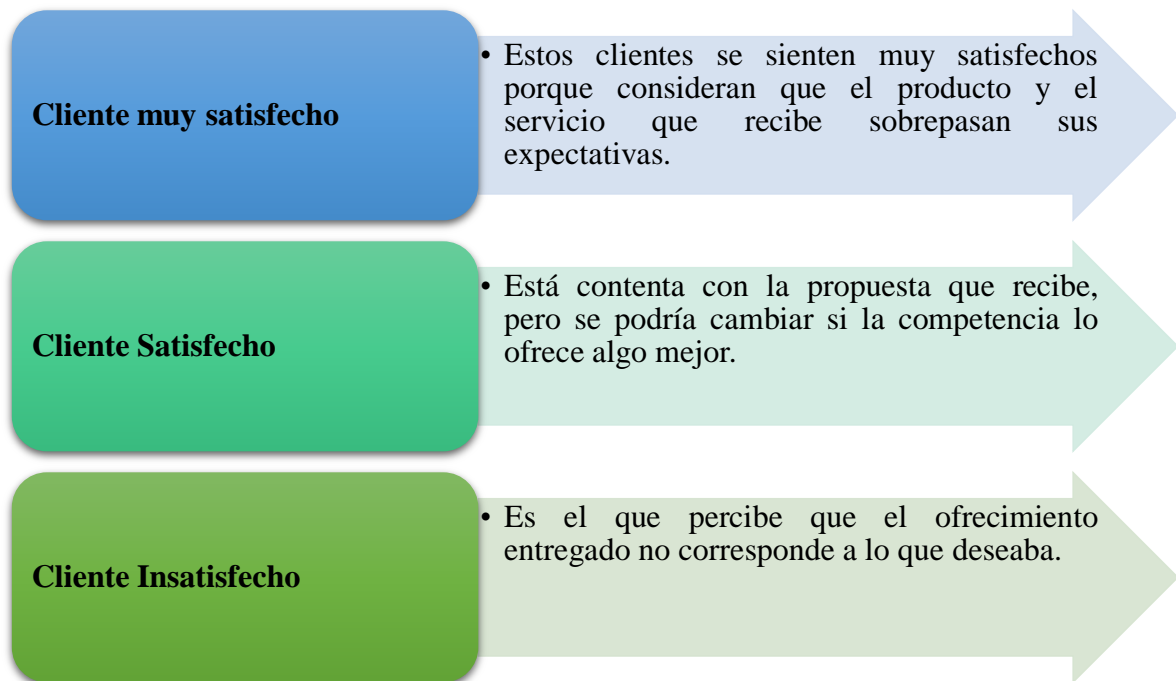 Cliente muy satisfecho
• Estos clientes se sienten muy satisfechos
porque consideran que el producto y el
servicio que recibe sobrepasan sus
expectativas.
Cliente Satisfecho
• Está contenta con la propuesta que recibe,
pero se podría cambiar si la competencia lo
ofrece algo mejor.
Cliente Insatisfecho
• Es el que percibe que el ofrecimiento
entregado no corresponde a lo que deseaba.